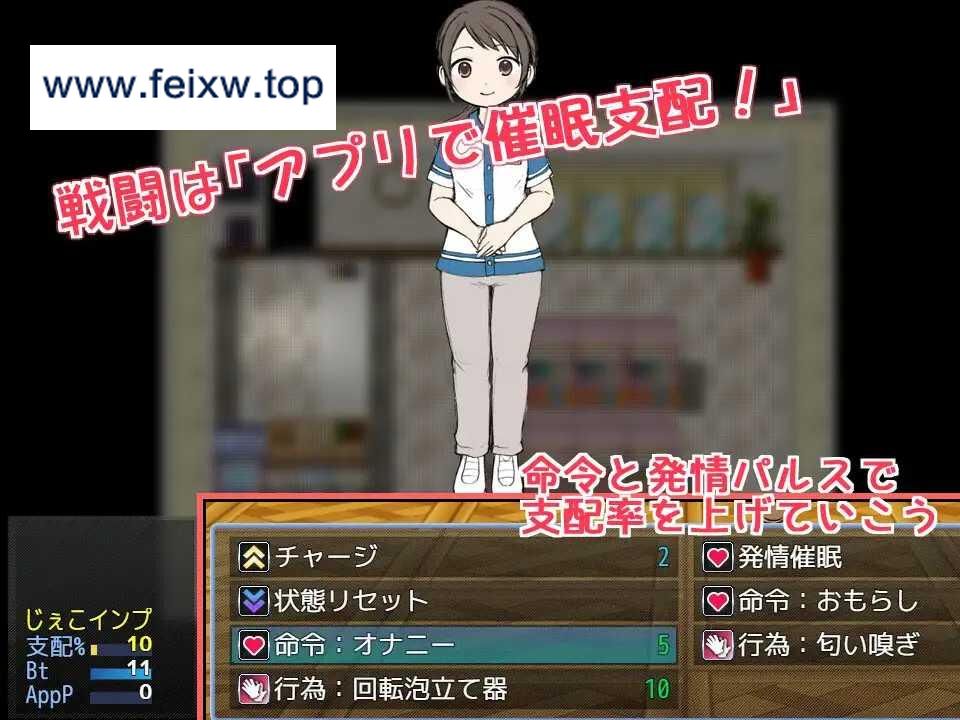 www.feixw.top
戦闘は「アプリで催眠支配！」
命令と発情パルスで
支配率を上げていこう
チャージ 2
発情催眠
状態リセット
命令：おもらし
命令：オナニー 5
行為：匂い嗅ぎ
行為：回転泡立て器 10
じぇこインプ
支配% 10
Bt 11
AppP 0